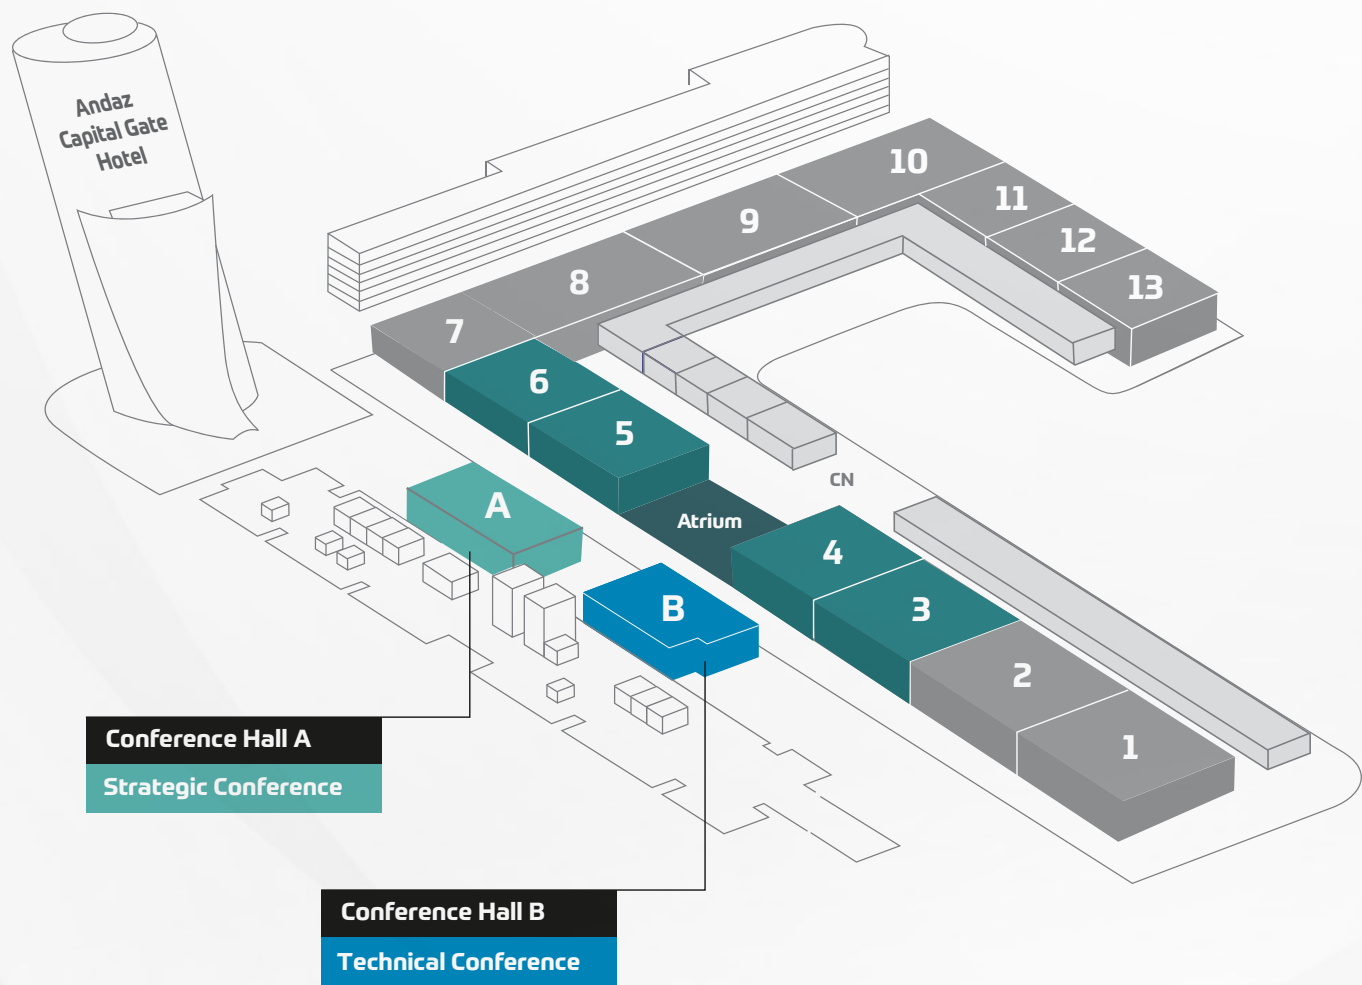 Andaz
Capital Gate
Hotel
10
11
9
12
8
13
7
6
5
CN
A
Atrium
4
B
3
2
1
Conference Hall A
Strategic Conference
Conference Hall B
Technical Conference